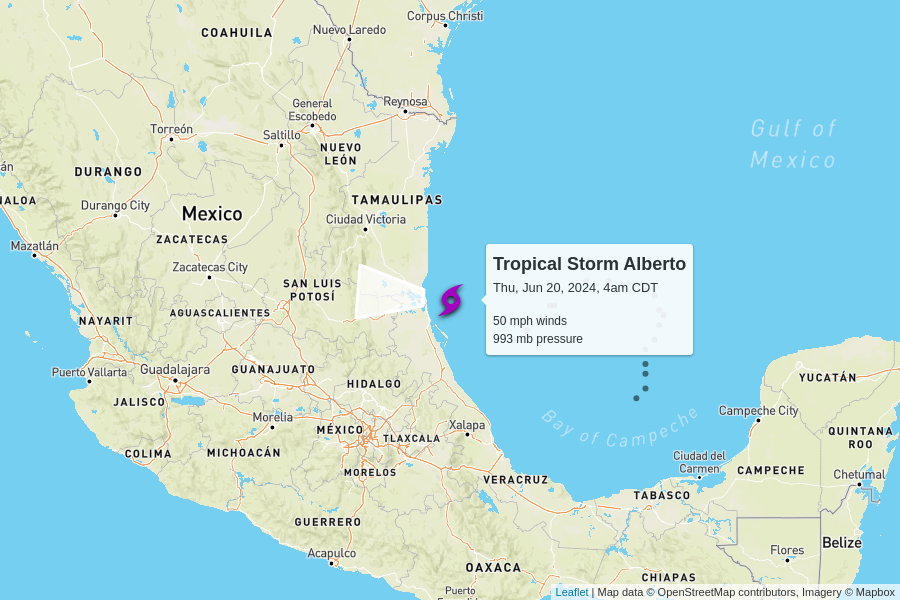 Corpus Christi
COAHUILA
Nuevo Laredo
General
Escobedo
Reynosa
Torreón
Saltillo
Gulf of
Mexico
NUEVO
LEÓN
án
DURANGO
NALOA
TAMAULIPAS
Durango City
Mexico
Ciudad Victoria
ZACATECAS
Mazatlán
Zacatecas City
SAN LUIS
POTOSÍ
Tropical Storm Alberto
Thu, Jun 20, 2024, 4am CDT
50 mph winds
993 mb pressure
NAYARIT
AGUASCALIENTES
Puerto Vallarta
Guadalajara
GUANAJUATO
HIDALGO
YUCATÁN
JALISCO
Morelia
MÉXICO
TLAXCALA
Xalapa
Bay of Campeche
Campeche City
QUINTANA
ROO
COLIMA
MICHOACÁN
MORELOS
VERACRUZ
Ciudad del
Carmen
CAMPECHE
Chetumal
TABASCO
GUERRERO
Acapulco
OAXACA
Flores
Belize
CHIAPAS
Puerto
Leaflet | Map data © OpenStreetMap contributors, Imagery © Mapbox